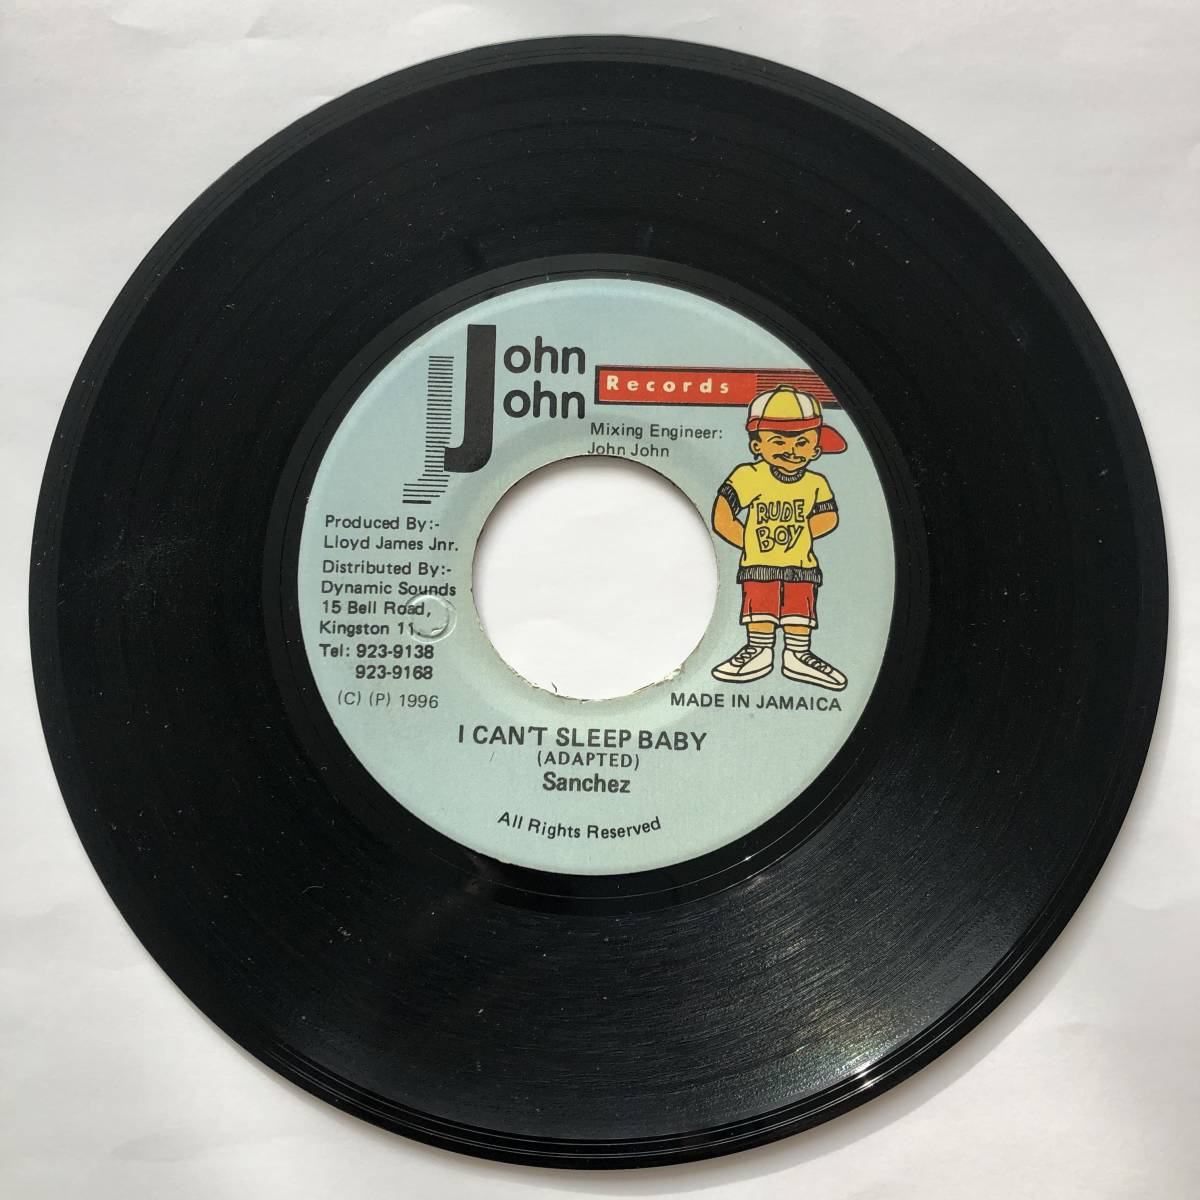 John
John
Records
Mixing Engineer:
John John
RUDE
BOY
Produced By:-
Lloyd James Jnr.
Distributed By:-
Dynamic Sounds
15 Bell Road,
Kingston 11.
Tel: 923-9138
923-9168
(C) (P) 1996
MADE IN JAMAICA
I CAN'T SLEEP BABY
(ADAPTED)
Sanchez
All Rights Reserved